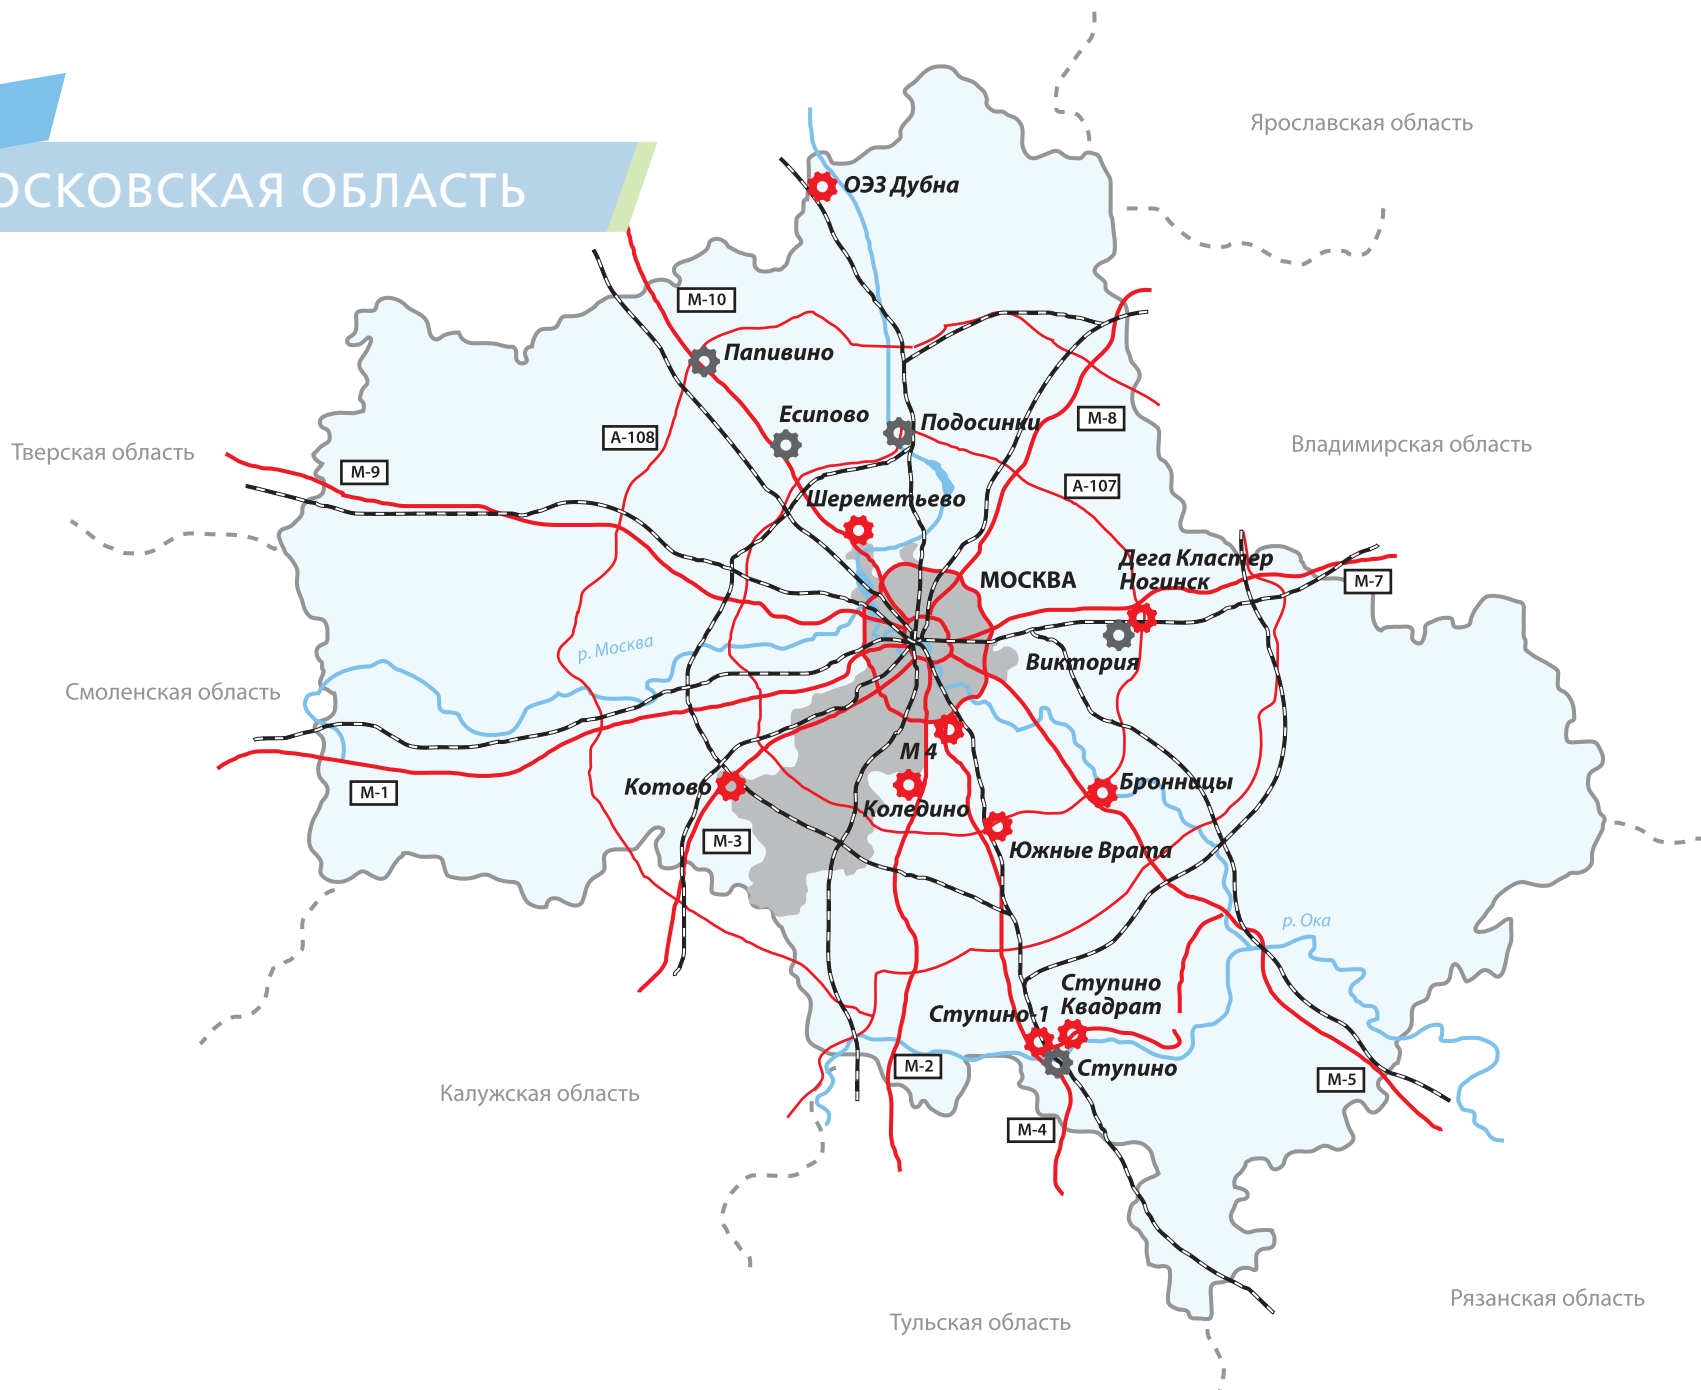 Ярославская область
ОСКОВСКАЯ ОБЛАСТЬ
ОЭЗ Дубна
М-10
Папивино
Есипово
Подосинки
М-8
А-108
Тверская область
Владимирская область
М-9
А-107
Шереметьево
Дега Кластер
Ногинск
МОСКВА
М-7
р. Москва
Виктория
Смоленская область
М 4
Бронницы
Котово
М-1
Коледино
М-3
Южные Врата
р. Ока
Ступино
Квадрат
Ступино-1
М-2
Ступино
М-5
Калужская область
М-4
Рязанская область
Тульская область